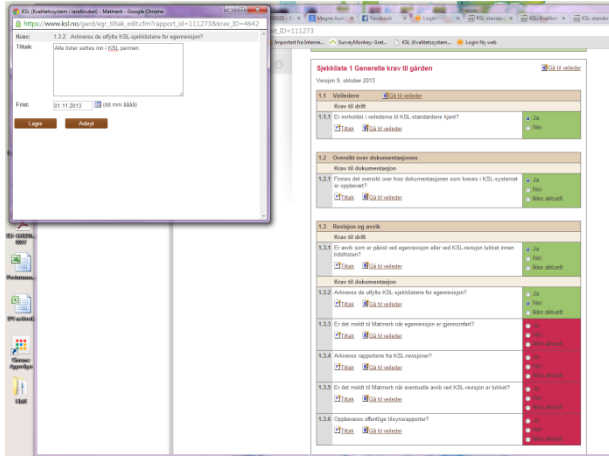 KSL (Kvalitetsystem i landbruket) - Matmerk - Google Chrome
https://www.ksl.no/gard/egr_tiltak_edit.cfm?rapport_id=111273&krav_ID=4642
Krav: 1.3.2 Arkiveres de utfylte KSL-sjekklistene for egenrevisjon?
Tiltak: Alle lister settes inn i KSL permen.
Frist: 01.11.2013 (dd.mm.åååå)
Lagre Avbryt
Facebook
Login
ort_ID=111273
Imported fra Interne... SurveyMonkey: Grat... KSL (Kvalitetssystem... Login Ny web
Sjekkliste 1 Generelle krav til gården Gå til veileder
Versjon 9. oktober 2013
1.1 Veiledere Gå til veileder
Krav til drift
1.1.1 Er innholdet i veilederne til KSL-standardene kjent? Ja
Tiltak Gå til veileder Nei
1.2 Oversikt over dokumentasjonen
Krav til dokumentasjon
1.2.1 Finnes det oversikt over hvor dokumentasjonen som kreves i KSL-systemet Ja
er oppbevart? Nei
Tiltak Gå til veileder Ikke aktuelt
1.3 Revisjon og avvik
Krav til drift
1.3.1 Er avvik som er påvist ved egenrevisjon eller ved KSL-revisjon lukket innen Ja
tidsfristen? Nei
Tiltak Gå til veileder Ikke aktuelt
Krav til dokumentasjon
1.3.2 Arkiveres de utfylte KSL-sjekklistene for egenrevisjon? Ja
Tiltak Gå til veileder Nei
Ikke aktuelt
1.3.3 Er det meldt til Matmerk når egenrevisjon er gjennomført? Ja
Tiltak Gå til veileder Nei
Ikke aktuelt
1.3.4 Arkiveres rapportene fra KSL-revisjoner? Ja
Tiltak Gå til veileder Nei
Ikke aktuelt
1.3.5 Er det meldt til Matmerk når eventuelle avvik ved KSL-revisjon er lukket? Ja
Tiltak Gå til veileder Nei
Ikke aktuelt
1.3.6 Oppbevares offentlige tilsynsrapporter? Ja
Tiltak Gå til veileder Nei
Ikke aktuelt